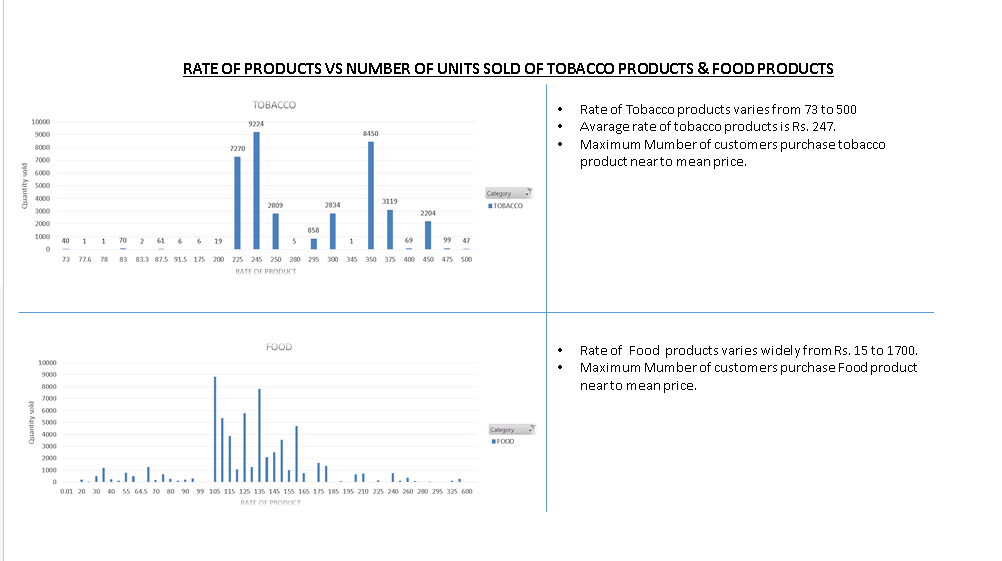 RATE OF PRODUCTS VS NUMBER OF UNITS SOLD OF TOBACCO PRODUCTS & FOOD PRODUCTS
TOBACCO
Quantity sold
10000
9000
8000
7000
6000
5000
4000
3000
2000
1000
0
40 1 1 70 2 61 6 6 19 7270 9224 2809 5 858 2834 1 8450 3119 69 2204 99 47
73 77.6 78 83 83.3 87.5 91.5 175 200 225 245 250 280 295 300 345 350 375 400 450 475 500
RATE OF PRODUCT
Category
TOBACCO
• Rate of Tobacco products varies from 73 to 500
• Avarage rate of tobacco products is Rs. 247.
• Maximum Mumber of customers purchase tobacco
product near to mean price.
FOOD
Quantity sold
10000
9000
8000
7000
6000
5000
4000
3000
2000
1000
0
0.01 20 30 40 55 64.5 70 80 90 99 105 115 125 135 145 155 165 175 185 195 210 225 240 260 280 295 325 600
RATE OF PRODUCT
Category
FOOD
• Rate of Food products varies widely from Rs. 15 to 1700.
• Maximum Mumber of customers purchase Food product
near to mean price.